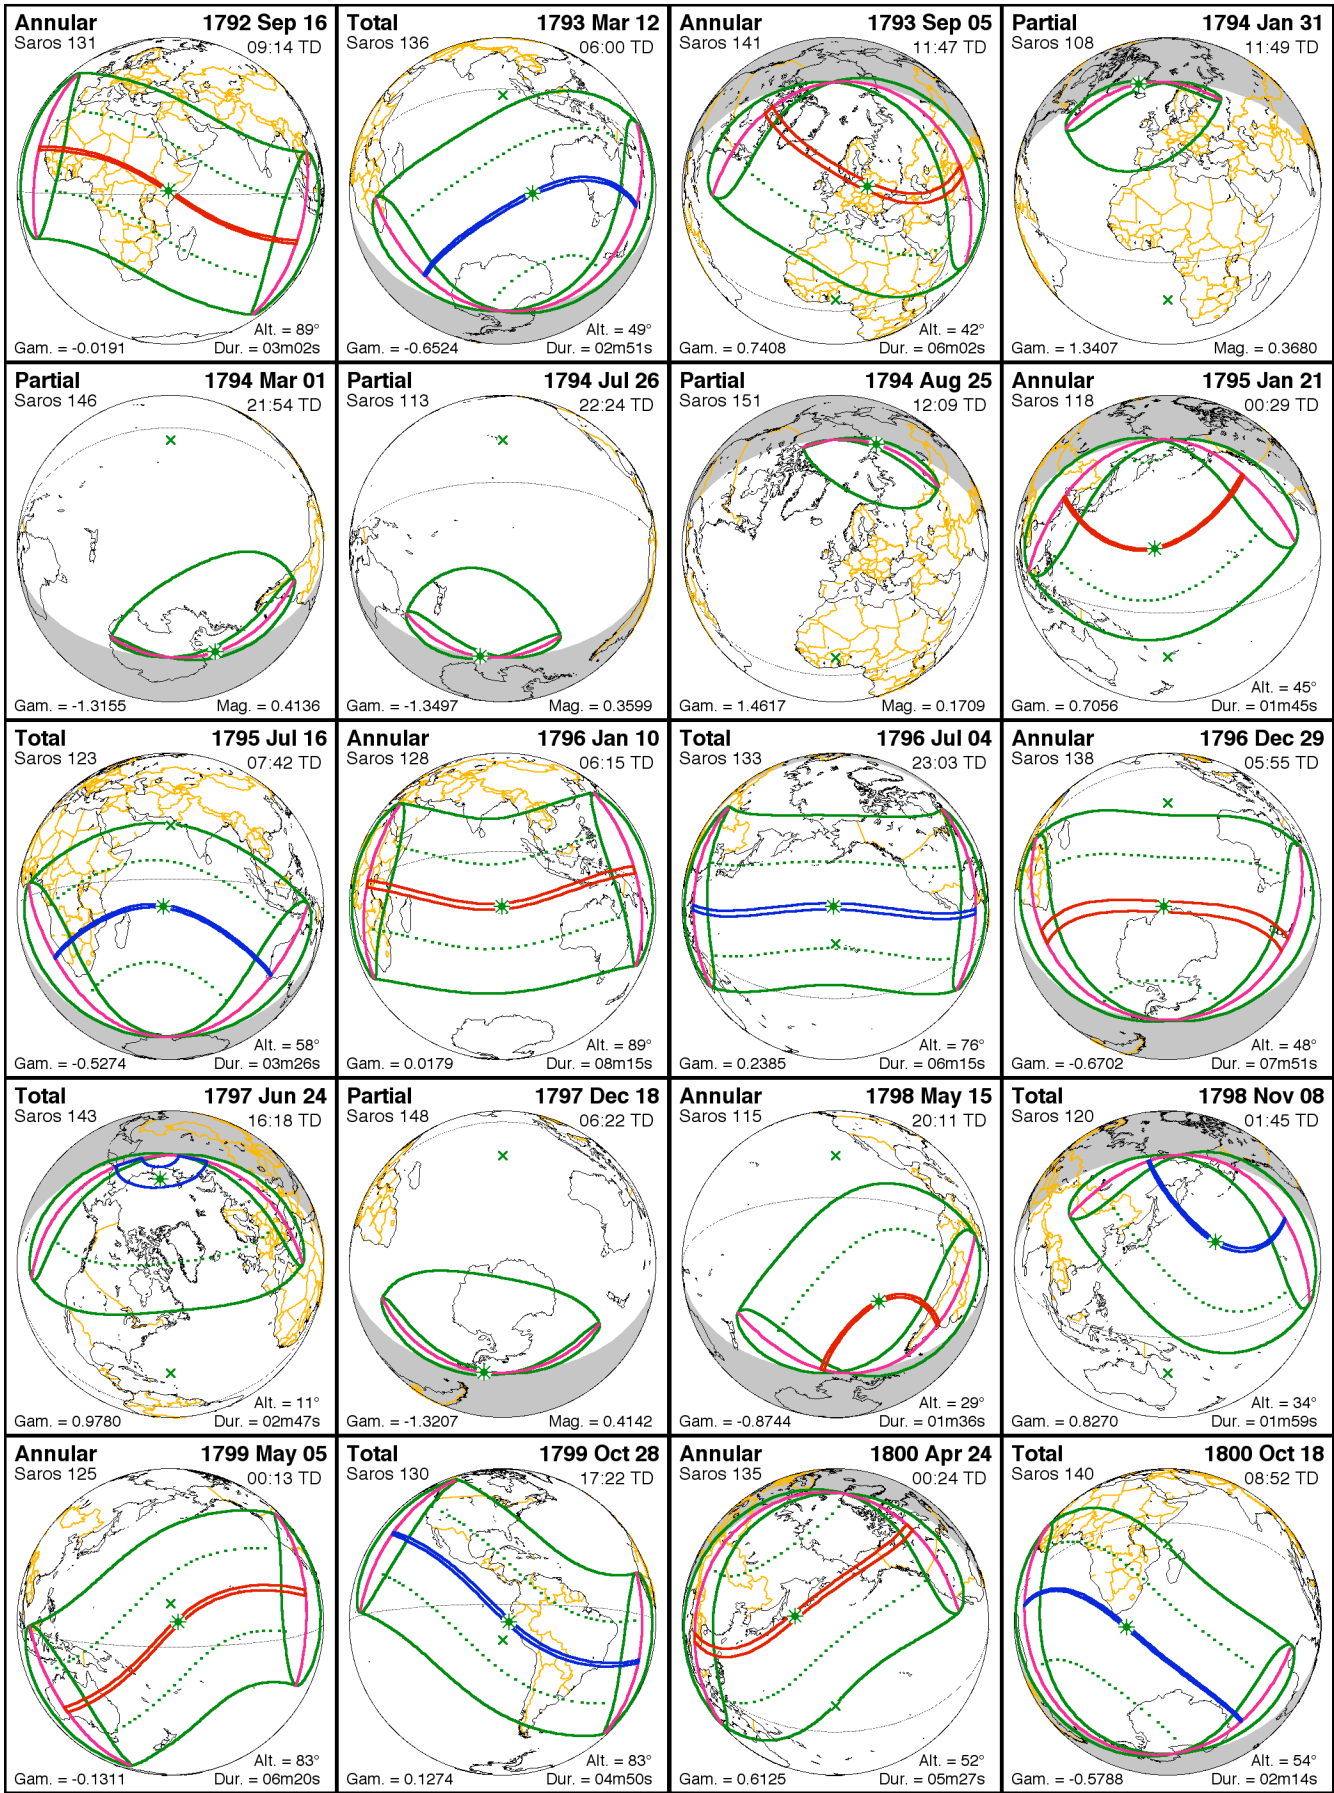 Annular 1792 Sep 16
Saros 131 09:14 TD
Alt. = 89°
Gam. = -0.0191 Dur. = 03m02s
Total 1793 Mar 12
Saros 136 06:00 TD
Alt. = 49°
Gam. = -0.6524 Dur. = 02m51s
Annular 1793 Sep 05
Saros 141 11:47 TD
Alt. = 42°
Gam. = 0.7408 Dur. = 06m02s
Partial 1794 Jan 31
Saros 108 11:49 TD
Gam. = 1.3407 Mag. = 0.3680
Partial 1794 Mar 01
Saros 146 21:54 TD
Gam. = -1.3155 Mag. = 0.4136
Partial 1794 Jul 26
Saros 113 22:24 TD
Gam. = -1.3497 Mag. = 0.3599
Partial 1794 Aug 25
Saros 151 12:09 TD
Gam. = 1.4617 Mag. = 0.1709
Annular 1795 Jan 21
Saros 118 00:29 TD
Alt. = 45°
Gam. = 0.7056 Dur. = 01m45s
Total 1795 Jul 16
Saros 123 07:42 TD
Alt. = 58°
Gam. = -0.5274 Dur. = 03m26s
Annular 1796 Jan 10
Saros 128 06:15 TD
Alt. = 89°
Gam. = 0.0179 Dur. = 08m15s
Total 1796 Jul 04
Saros 133 23:03 TD
Alt. = 76°
Gam. = 0.2385 Dur. = 06m15s
Annular 1796 Dec 29
Saros 138 05:55 TD
Alt. = 48°
Gam. = -0.6702 Dur. = 07m51s
Total 1797 Jun 24
Saros 143 16:18 TD
Alt. = 11°
Gam. = 0.9780 Dur. = 02m47s
Partial 1797 Dec 18
Saros 148 06:22 TD
Gam. = -1.3207 Mag. = 0.4142
Annular 1798 May 15
Saros 115 20:11 TD
Alt. = 29°
Gam. = -0.8744 Dur. = 01m36s
Total 1798 Nov 08
Saros 120 01:45 TD
Alt. = 34°
Gam. = 0.8270 Dur. = 01m59s
Annular 1799 May 05
Saros 125 00:13 TD
Alt. = 83°
Gam. = -0.1311 Dur. = 06m20s
Total 1799 Oct 28
Saros 130 17:22 TD
Alt. = 83°
Gam. = 0.1274 Dur. = 04m50s
Annular 1800 Apr 24
Saros 135 00:24 TD
Alt. = 52°
Gam. = 0.6125 Dur. = 05m27s
Total 1800 Oct 18
Saros 140 08:52 TD
Alt. = 54°
Gam. = -0.5788 Dur. = 02m14s